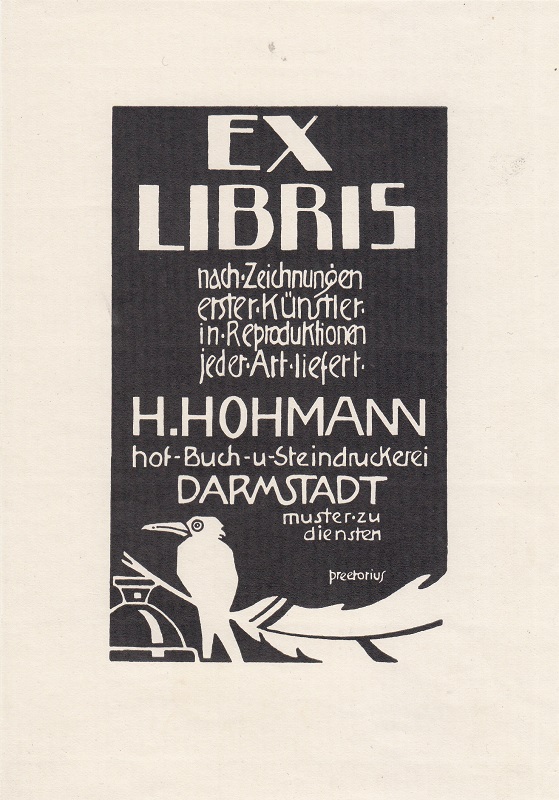 EX
LIBRIS
nach·Zeichnungen
erster·Künstler·
in·Reproduktionen
jeder·Art·liefert·
H.HOHMANN
hof-Buch-u-Steindruckerei
DARMSTADT
muster·zu
diensten
preetorius